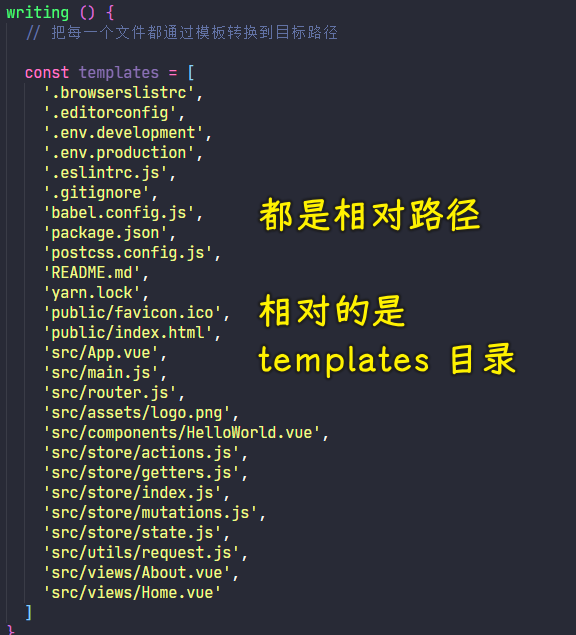 writing () {
// 把每一个文件都通过模板转换到目标路径
const templates = [
'.browserslistrc',
'.editorconfig',
'.env.development',
'.env.production',
'.eslintrc.js',
'.gitignore',
'babel.config.js',
'package.json',
'postcss.config.js',
'README.md',
'yarn.lock',
'public/favicon.ico',
'public/index.html',
'src/App.vue',
'src/main.js',
'src/router.js',
'src/assets/logo.png',
'src/components/HelloWorld.vue',
'src/store/actions.js',
'src/store/getters.js',
'src/store/index.js',
'src/store/mutations.js',
'src/store/state.js',
'src/utils/request.js',
'src/views/About.vue',
'src/views/Home.vue'
]
}
都是相对路径
相对的是
templates 目录